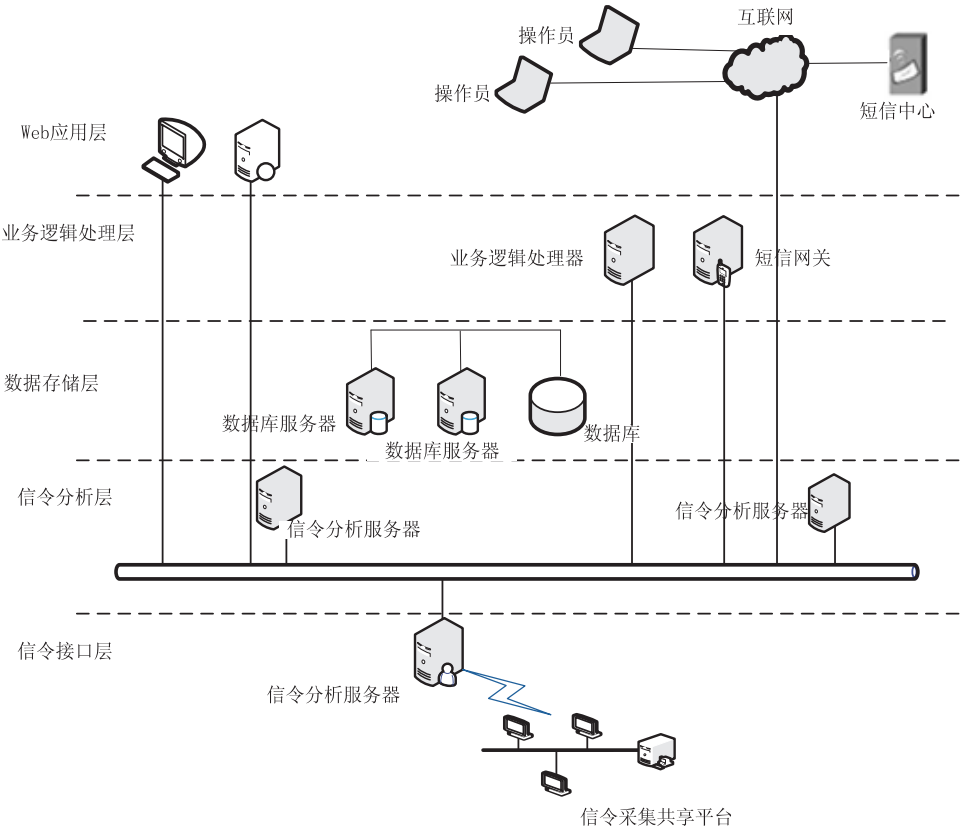 互联网
操作员
操作员
短信中心
Web应用层
业务逻辑处理层
业务逻辑处理器
短信网关
数据存储层
数据库服务器
数据库服务器
数据库
信令分析层
信令分析服务器
信令分析服务器
信令接口层
信令分析服务器
信令采集共享平台